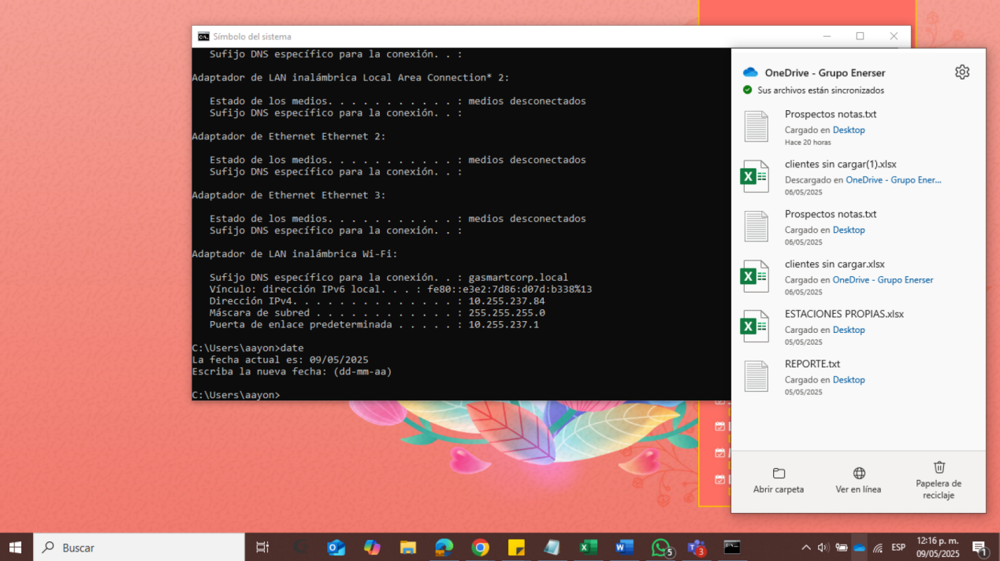 Símbolo del sistema
Sufijo DNS específico para la conexión. . :
Adaptador de LAN inalámbrica Local Area Connection* 2:
Estado de los medios. . . . . . . . . . . : medios desconectados
Sufijo DNS específico para la conexión. . :
Adaptador de Ethernet Ethernet 2:
Estado de los medios. . . . . . . . . . . : medios desconectados
Sufijo DNS específico para la conexión. . :
Adaptador de Ethernet Ethernet 3:
Estado de los medios. . . . . . . . . . . : medios desconectados
Sufijo DNS específico para la conexión. . :
Adaptador de LAN inalámbrica Wi-Fi:
Sufijo DNS específico para la conexión. . : gasmartcorp.local
Vínculo: dirección IPv6 local. . . : fe80::e3e2:7d86:d07d:b338%13
Dirección IPv4. . . . . . . . . . . . . . : 10.255.237.84
Máscara de subred . . . . . . . . . . . . : 255.255.255.0
Puerta de enlace predeterminada . . . . . : 10.255.237.1
C:\Users\aayon>date
La fecha actual es: 09/05/2025
Escriba la nueva fecha: (dd-mm-aa)
C:\Users\aayon>
OneDrive - Grupo Enerser
Sus archivos están sincronizados
Prospectos notas.txt
Cargado en Desktop
Hace 20 horas
clientes sin cargar(1).xlsx
Descargado en OneDrive - Grupo Ener...
06/05/2025
Prospectos notas.txt
Cargado en Desktop
06/05/2025
clientes sin cargar.xlsx
Cargado en OneDrive - Grupo Enerser
06/05/2025
ESTACIONES PROPIAS.xlsx
Cargado en Desktop
05/05/2025
REPORTE.txt
Cargado en Desktop
05/05/2025
Abrir carpeta
Ver en línea
Papelera de
reciclaje
Buscar
5
3
ESP
12:16 p. m.
09/05/2025
1